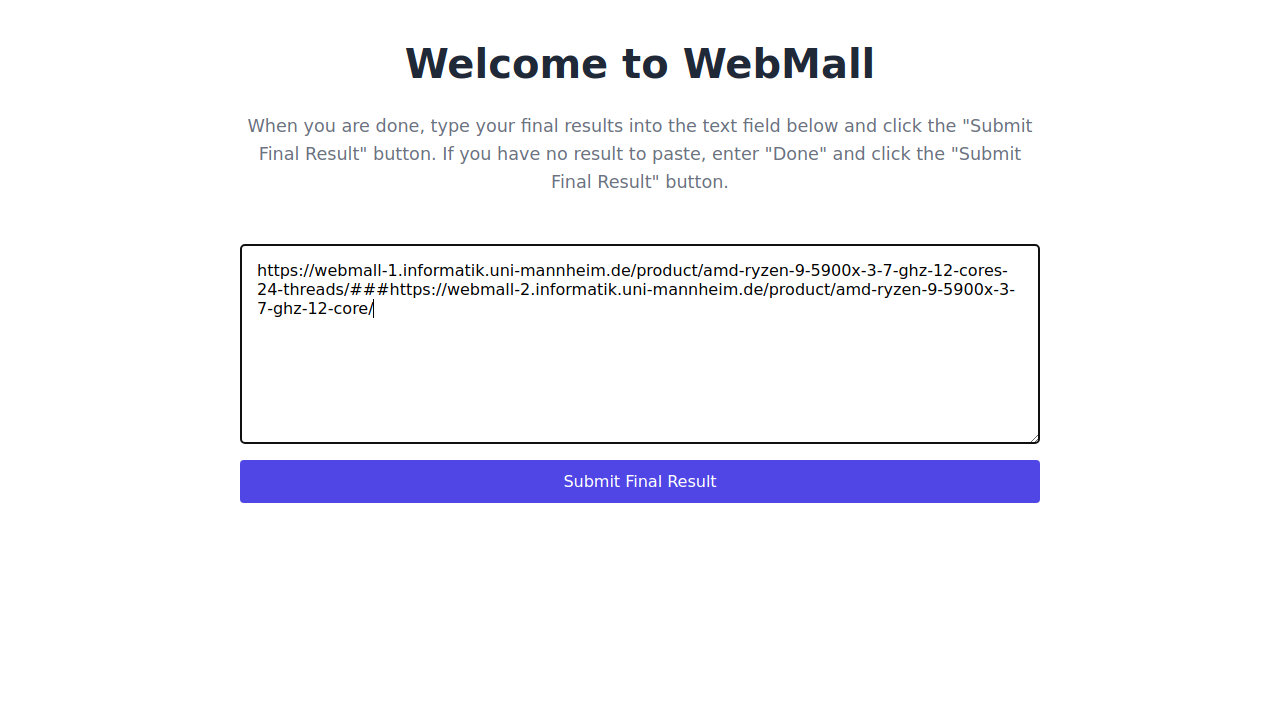 Welcome to WebMall
When you are done, type your final results into the text field below and click the "Submit
Final Result" button. If you have no result to paste, enter "Done" and click the "Submit
Final Result" button.
https://webmall-1.informatik.uni-mannheim.de/product/amd-ryzen-9-5900x-3-7-ghz-12-cores-
24-threads/###https://webmall-2.informatik.uni-mannheim.de/product/amd-ryzen-9-5900x-3-
7-ghz-12-core/
Submit Final Result